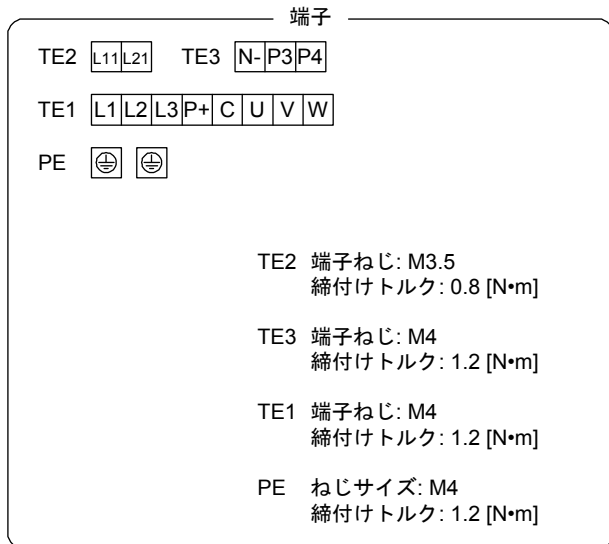 端子
TE2 L11 L21 TE3 N- P3 P4
TE1 L1 L2 L3 P+ C U V W
PE
TE2 端子ねじ: M3.5
締付けトルク: 0.8 [N•m]
TE3 端子ねじ: M4
締付けトルク: 1.2 [N•m]
TE1 端子ねじ: M4
締付けトルク: 1.2 [N•m]
PE ねじサイズ: M4
締付けトルク: 1.2 [N•m]